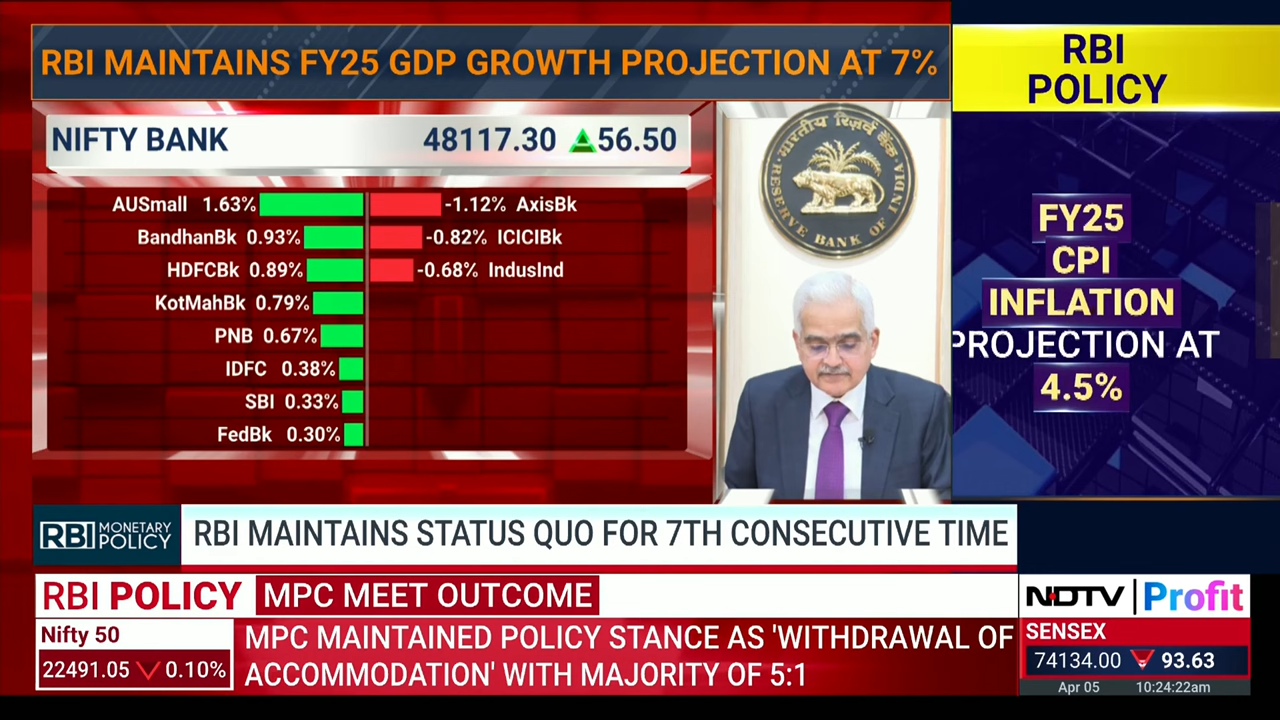 RBI MAINTAINS FY25 GDP GROWTH PROJECTION AT 7%
RBI
POLICY
NIFTY BANK 48117.30 56.50
AUSmall 1.63% -1.12% AxisBk
BandhanBk 0.93% -0.82% ICICIBk
HDFCBk 0.89% -0.68% IndusInd
KotMahBk 0.79%
PNB 0.67%
IDFC 0.38%
SBI 0.33%
FedBk 0.30%
भारतीय रिज़र्व बैंक
RESERVE BANK OF INDIA
FY25
CPI
INFLATION
PROJECTION AT
4.5%
RBI MONETARY
POLICY
RBI MAINTAINS STATUS QUO FOR 7TH CONSECUTIVE TIME
RBI POLICY MPC MEET OUTCOME
Nifty 50
22491.05 0.10%
MPC MAINTAINED POLICY STANCE AS 'WITHDRAWAL OF
ACCOMMODATION' WITH MAJORITY OF 5:1
NDTV Profit
SENSEX
74134.00 93.63
Apr 05 10:24:22am